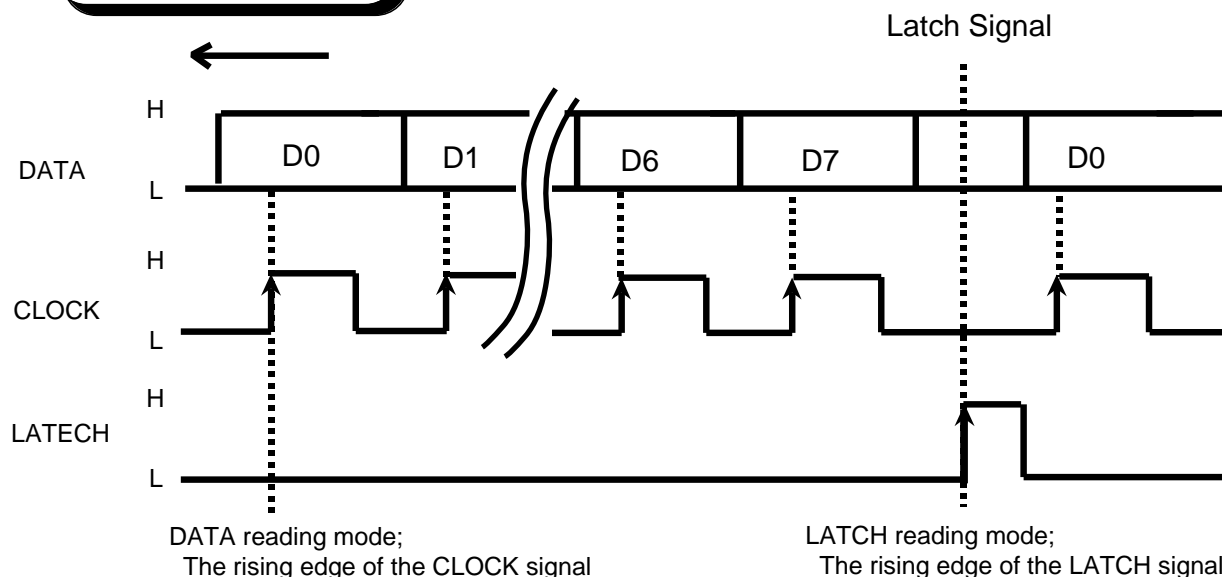 Latch Signal
H
DATA
D0 D1 D6 D7 D0
L
H
CLOCK
L
H
LATECH
L
DATA reading mode;
The rising edge of the CLOCK signal
LATCH reading mode;
The rising edge of the LATCH signal